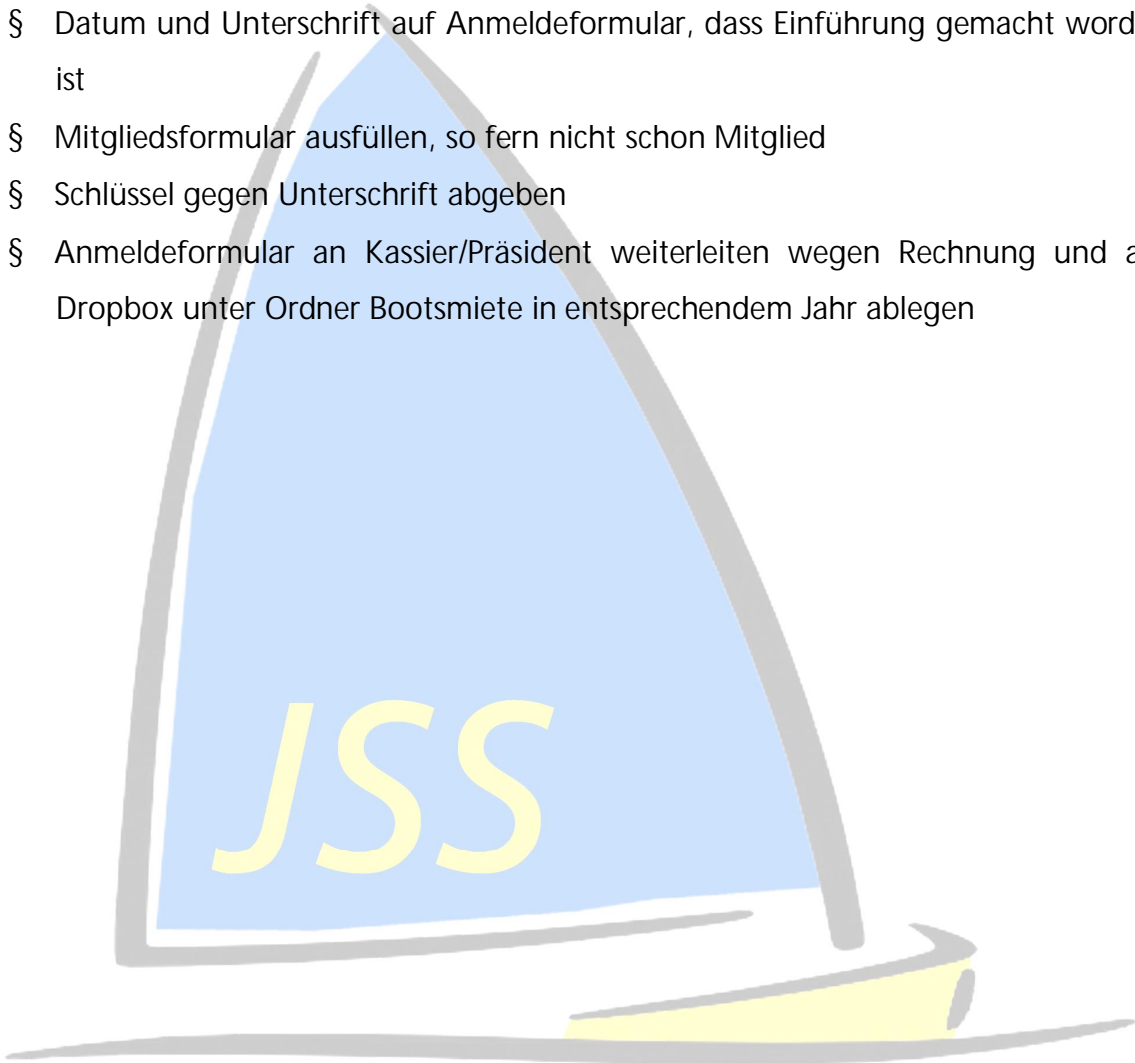 § Datum und Unterschrift auf Anmeldeformular, dass Einführung gemacht word
ist
§ Mitgliedsformular ausfüllen, so fern nicht schon Mitglied
§ Schlüssel gegen Unterschrift abgeben
§ Anmeldeformular an Kassier/Präsident weiterleiten wegen Rechnung und a
Dropbox unter Ordner Bootsmiete in entsprechendem Jahr ablegen
JSS